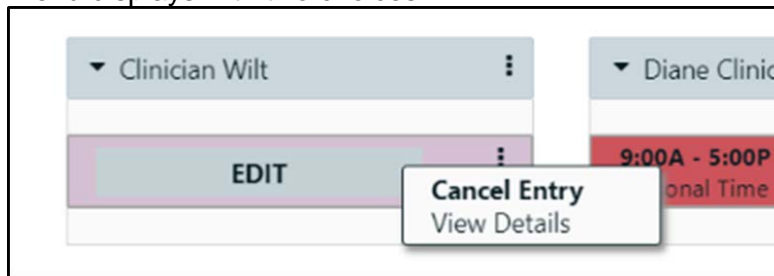 Clinician Wilt
Diane Clinic
EDIT
9:00A - 5:00P
onal Time
Cancel Entry
View Details